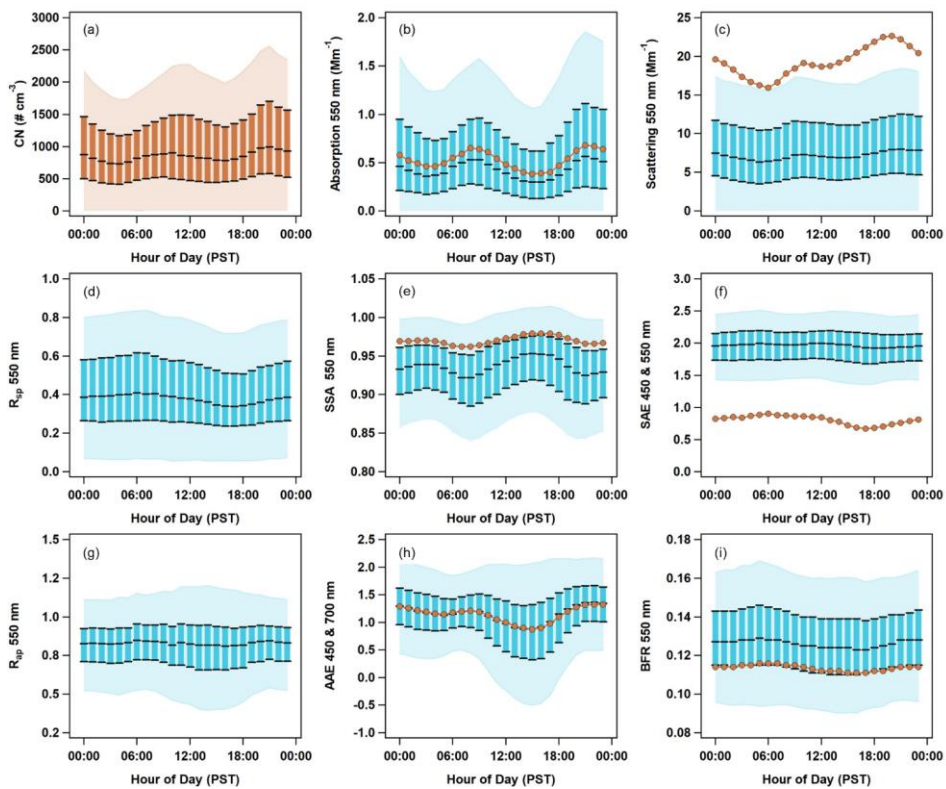 (a)
CN (# cm⁻³)
3000
2500
2000
1500
1000
500
0
00:00 06:00 12:00 18:00 00:00
Hour of Day (PST)
(b)
Absorption 550 nm (Mm⁻¹)
2.0
1.5
1.0
0.5
0.0
00:00 06:00 12:00 18:00 00:00
Hour of Day (PST)
(c)
Scattering 550 nm (Mm⁻¹)
25
20
15
10
5
0
00:00 06:00 12:00 18:00 00:00
Hour of Day (PST)
(d)
Rsp 550 nm
1.0
0.8
0.6
0.4
0.2
0.0
00:00 06:00 12:00 18:00 00:00
Hour of Day (PST)
(e)
SSA 550 nm
1.05
1.00
0.95
0.90
0.85
0.80
00:00 06:00 12:00 18:00 00:00
Hour of Day (PST)
(f)
SAE 450 & 550 nm
3.0
2.5
2.0
1.5
1.0
0.5
0.0
00:00 06:00 12:00 18:00 00:00
Hour of Day (PST)
(g)
Rap 550 nm
1.5
1.2
1.0
0.8
0.5
0.2
00:00 06:00 12:00 18:00 00:00
Hour of Day (PST)
(h)
AAE 450 & 700 nm
2.5
2.0
1.5
1.0
0.5
0.0
-0.5
-1.0
00:00 06:00 12:00 18:00 00:00
Hour of Day (PST)
(i)
BFR 550 nm
0.18
0.16
0.14
0.12
0.10
0.08
00:00 06:00 12:00 18:00 00:00
Hour of Day (PST)